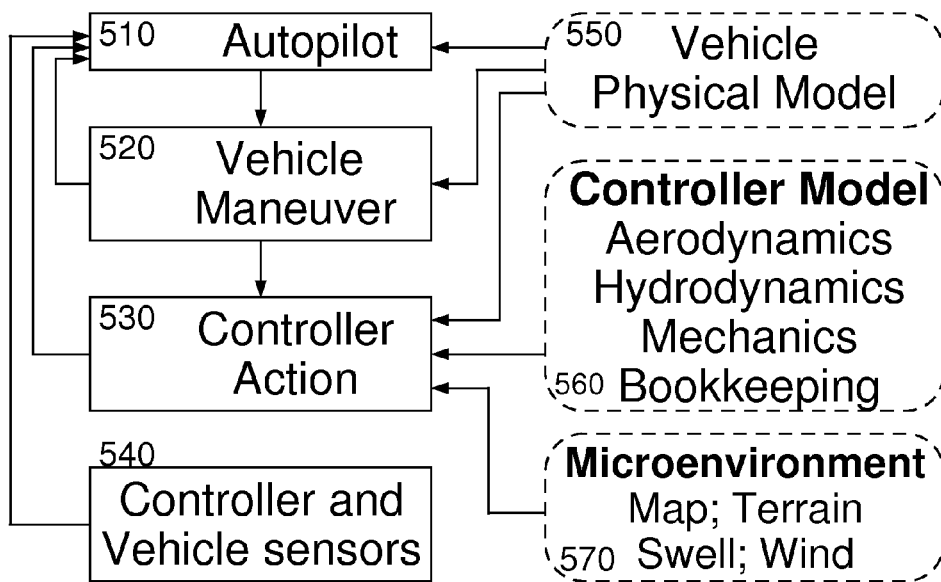 510 Autopilot
520 Vehicle
Maneuver
530 Controller
Action
540
Controller and
Vehicle sensors
550 Vehicle
Physical Model
Controller Model
Aerodynamics
Hydrodynamics
Mechanics
560 Bookkeeping
Microenvironment
Map; Terrain
570 Swell; Wind